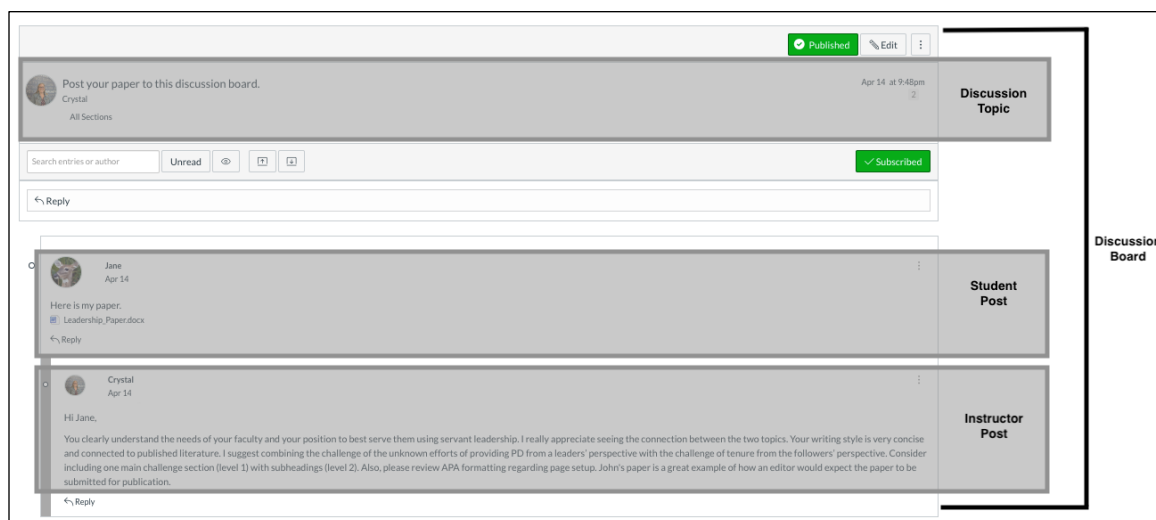 Published
Edit
Post your paper to this discussion board.
Apr 14 at 9:48pm
Crystal
2
All Sections
Discussion
Topic
Search entries or author
Unread
Subscribed
Reply
Discussion
Board
Jane
Apr 14
Here is my paper.
Leadership_Paper.docx
Reply
Student
Post
Crystal
Apr 14
Hi Jane,
You clearly understand the needs of your faculty and your position to best serve them using servant leadership. I really appreciate seeing the connection between the two topics. Your writing style is very concise
and connected to published literature. I suggest combining the challenge of the unknown efforts of providing PD from a leaders' perspective with the challenge of tenure from the followers' perspective. Consider
including one main challenge section (level 1) with subheadings (level 2). Also, please review APA formatting regarding page setup. John's paper is a great example of how an editor would expect the paper to be
submitted for publication.
Instructor
Post
Reply